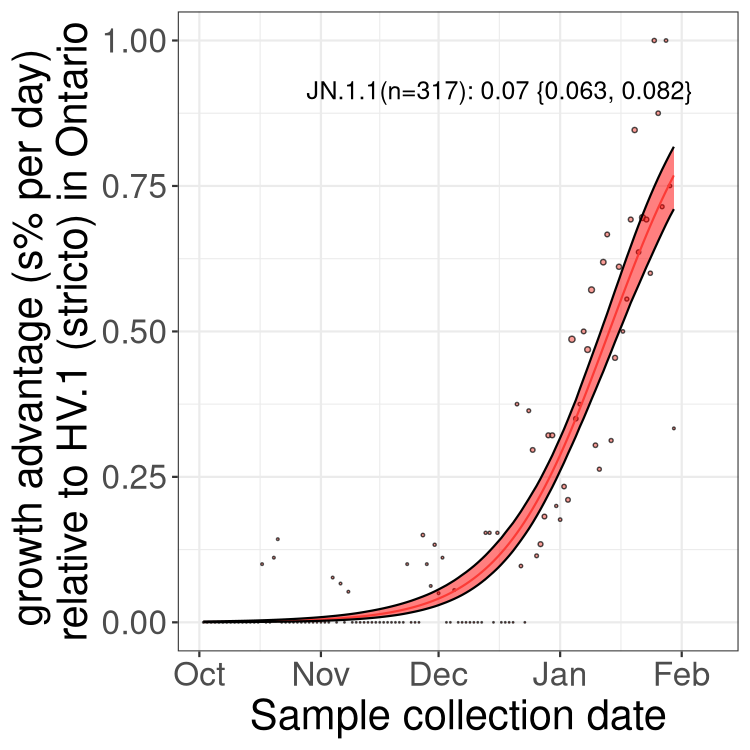 growth advantage (s% per day)
relative to HV.1 (stricto) in Ontario
1.00
0.75
0.50
0.25
0.00
JN.1.1(n=317): 0.07 {0.063, 0.082}
Oct Nov Dec Jan Feb
Sample collection date